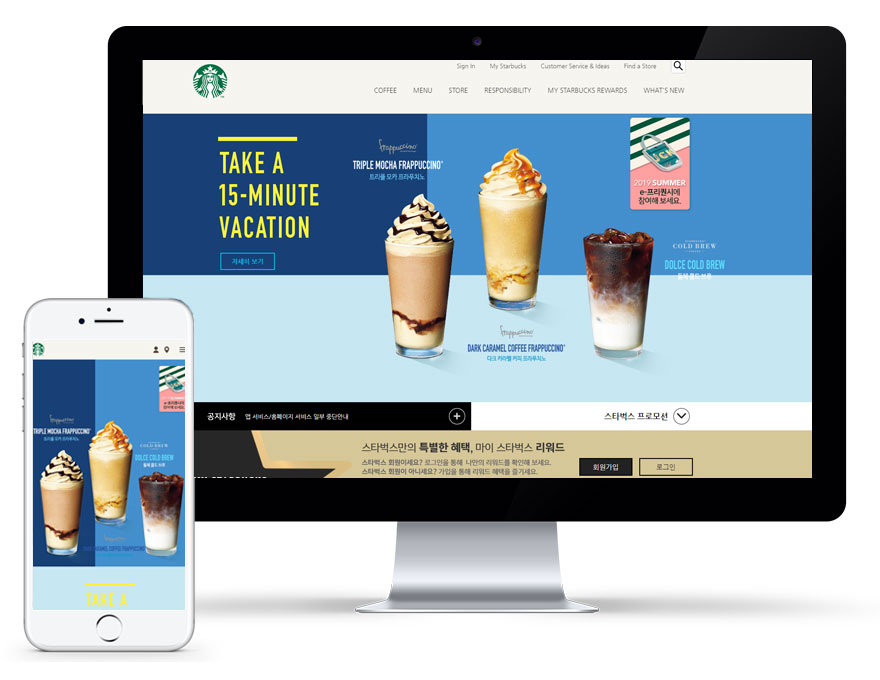 Sign In My Starbucks Customer Service & Ideas Find a Store
COFFEE MENU STORE RESPONSIBILITY MY STARBUCKS REWARDS WHAT'S NEW
TAKE A
15-MINUTE
VACATION
자세히 보기
frappuccino
TRIPLE MOCHA FRAPPUCCINO®
트리플 모카 프라푸치노
2019 SUMMER
e-프리퀀시에
참여해 보세요.
COLD BREW
DOLCE COLD BREW
돌체 콜드 브루
frappuccino
DARK CARAMEL COFFEE FRAPPUCCINO®
다크 카라멜 커피 프라푸치노
공지사항 앱 서비스/홈페이지 서비스 일부 중단안내
스타벅스 프로모션
스타벅스만의 특별한 혜택, 마이 스타벅스 리워드
스타벅스 회원이세요? 로그인을 통해 나만의 리워드를 확인해 보세요.
스타벅스 회원이 아니세요? 가입을 통해 리워드 혜택을 즐기세요.
회원가입 로그인
e-프리퀀시에
참여해 보세요.
frappuccino
TRIPLE MOCHA FRAPPUCCINO®
트리플 모카 프라푸치노
COLD BREW
DOLCE COLD BREW
돌체 콜드 브루
DARK CARAMEL COFFEE FRAPPUCCINO®
TAKE A